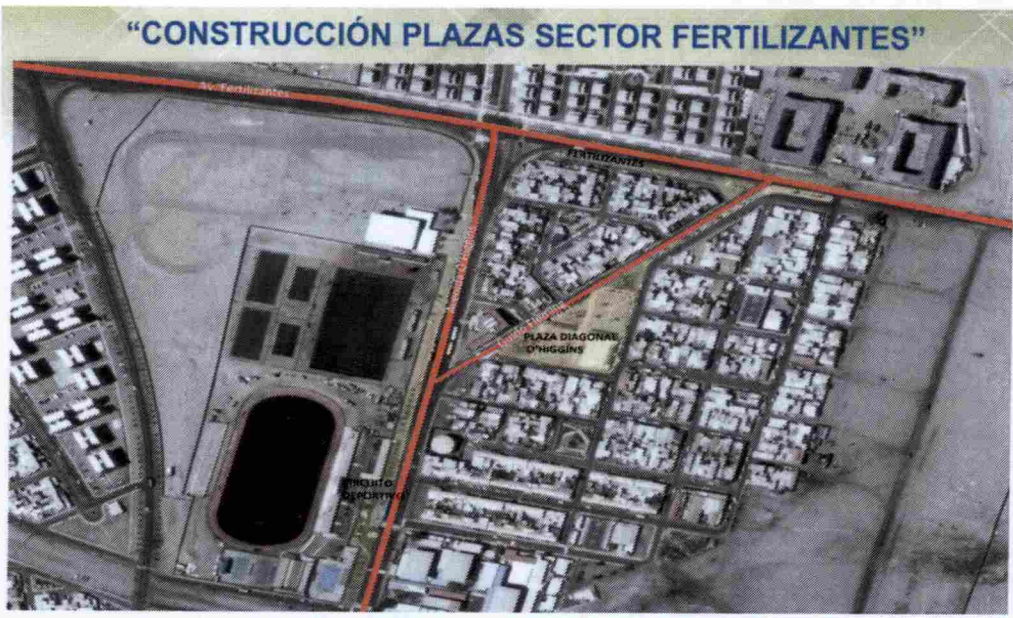 “CONSTRUCCIÓN PLAZAS SECTOR FERTILIZANTES”
Av. Fertilizantes
FERTILIZANTES
PLAZA DIAGONAL
O'HIGGINS
CIRCUITO
DEPORTIVO